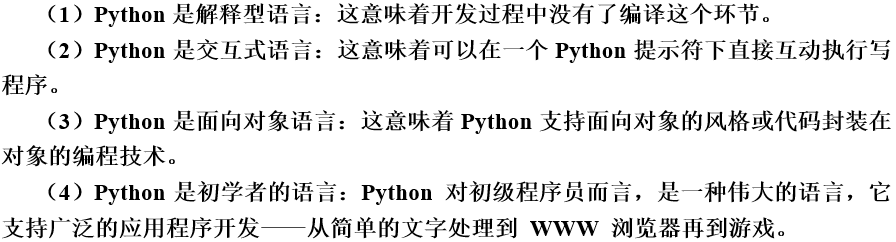 （1）Python 是解释型语言：这意味着开发过程中没有了编译这个环节。
（2）Python 是交互式语言：这意味着可以在一个 Python 提示符下直接互动执行写
程序。
（3）Python 是面向对象语言：这意味着 Python 支持面向对象的风格或代码封装在
对象的编程技术。
（4）Python 是初学者的语言：Python 对初级程序员而言，是一种伟大的语言，它
支持广泛的应用程序开发——从简单的文字处理到 WWW 浏览器再到游戏。